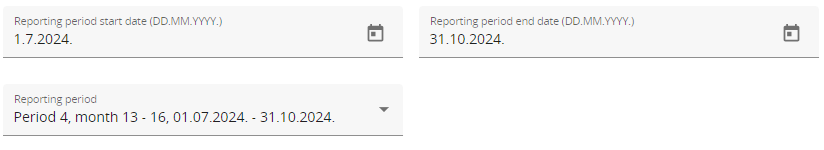 Reporting period start date (DD.MM.YYYY.)
1.7.2024.
Reporting period end date (DD.MM.YYYY.)
31.10.2024.
Reporting period
Period 4, month 13 - 16, 01.07.2024. - 31.10.2024.